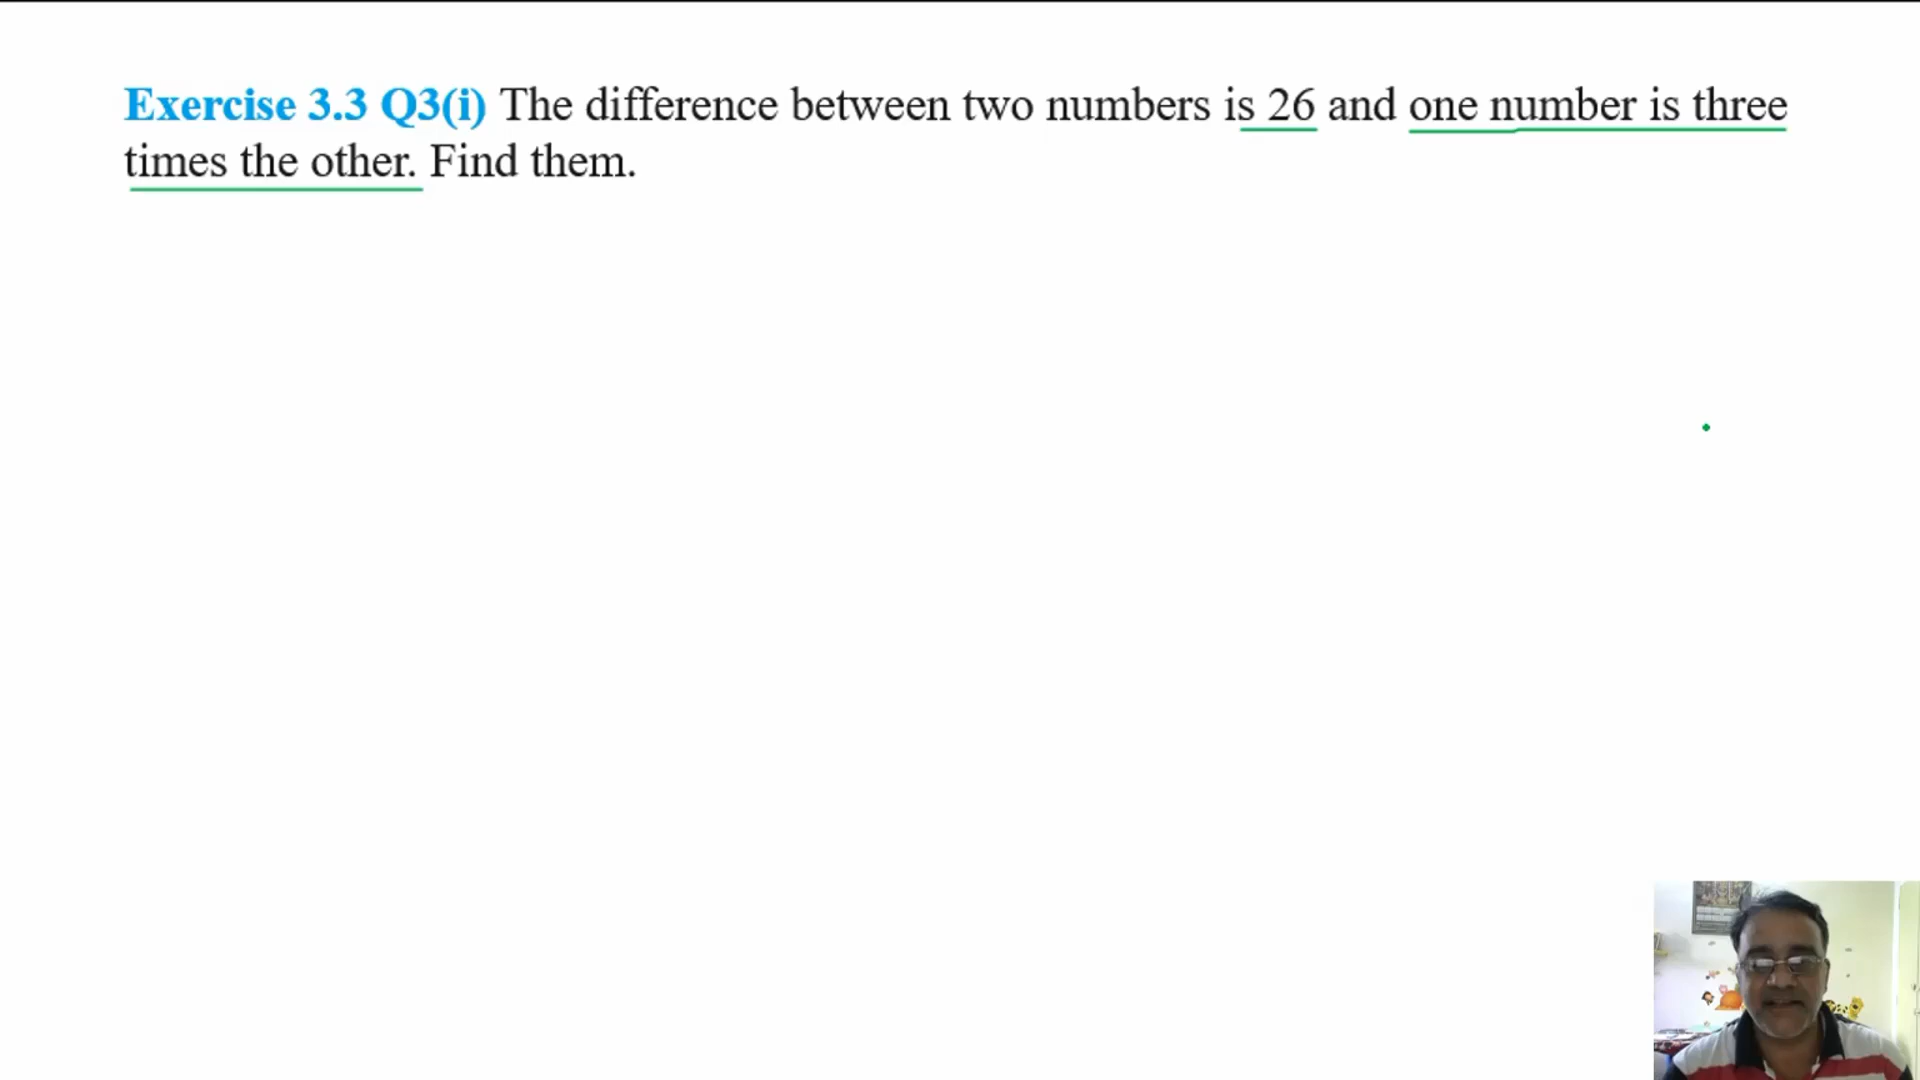 Exercise 3.3 Q3(i) The difference between two numbers is 26 and one number is three
times the other. Find them.